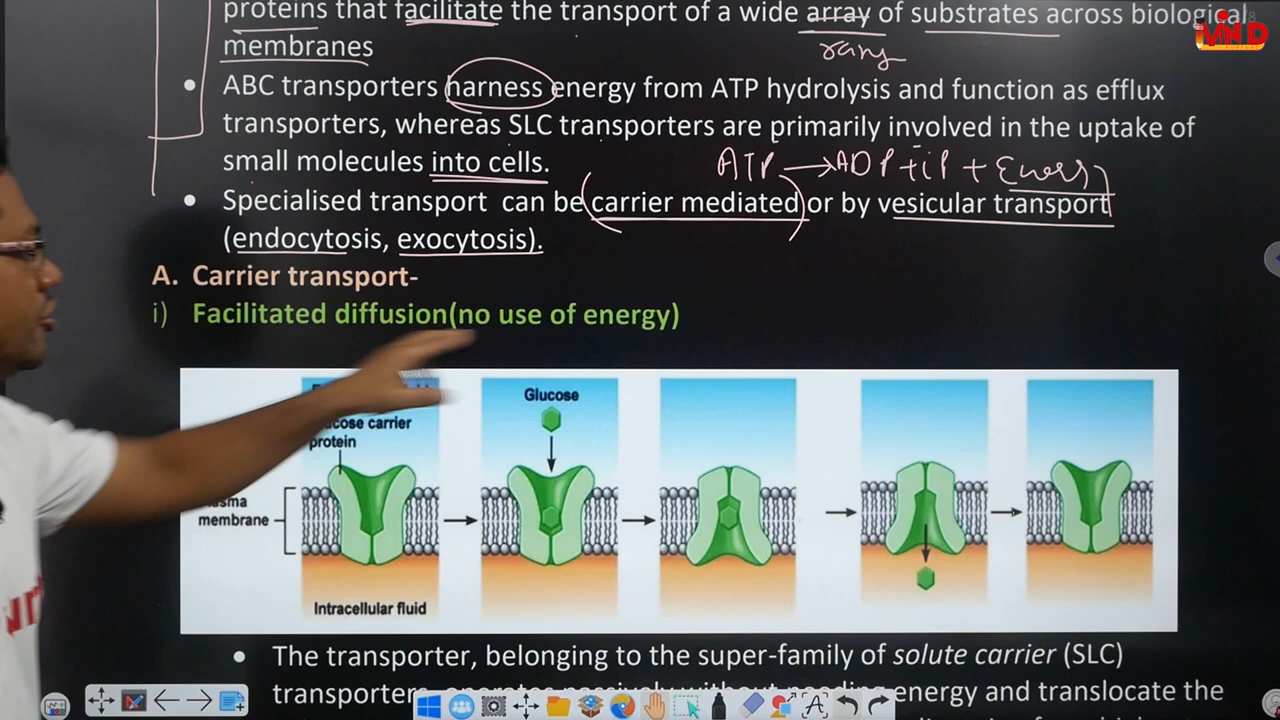 proteins that facilitate the transport of a wide array of substrates across biological
8
MIND
membranes
rang
• ABC transporters harness energy from ATP hydrolysis and function as efflux
transporters, whereas SLC transporters are primarily involved in the uptake of
small molecules into cells.
ATP → ADP + iP + Energy
• Specialised transport can be (carrier mediated) or by vesicular transport
(endocytosis, exocytosis).
A. Carrier transport-
i) Facilitated diffusion(no use of energy)
Glucose
cose carrier
protein
sma
membrane
Intracellular fluid
• The transporter, belonging to the super-family of solute carrier (SLC)
energy and translocate the